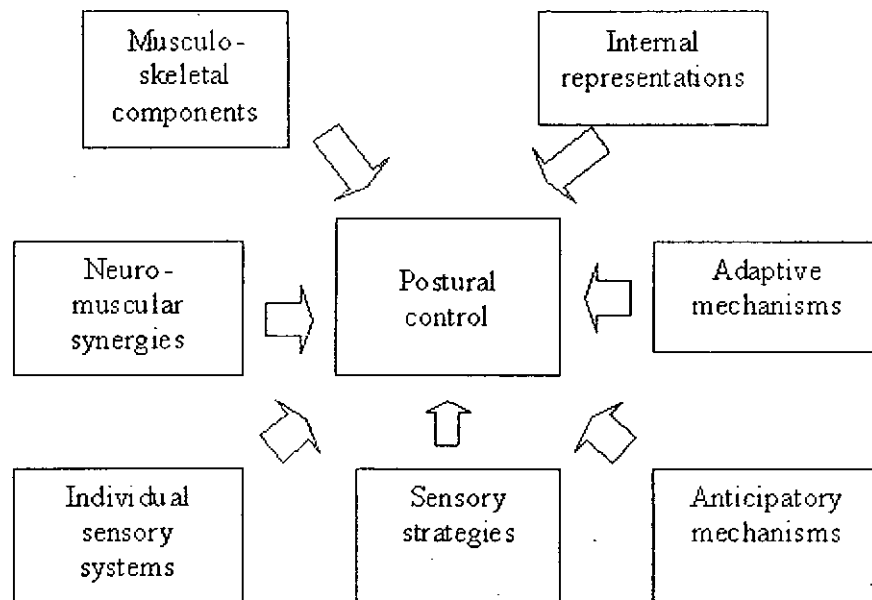 Musculo-
skeletal
components
Internal
representations
Neuro-
muscular
synergies
Postural
control
Adaptive
mechanisms
Individual
sensory
systems
Sensory
strategies
Anticipatory
mechanisms